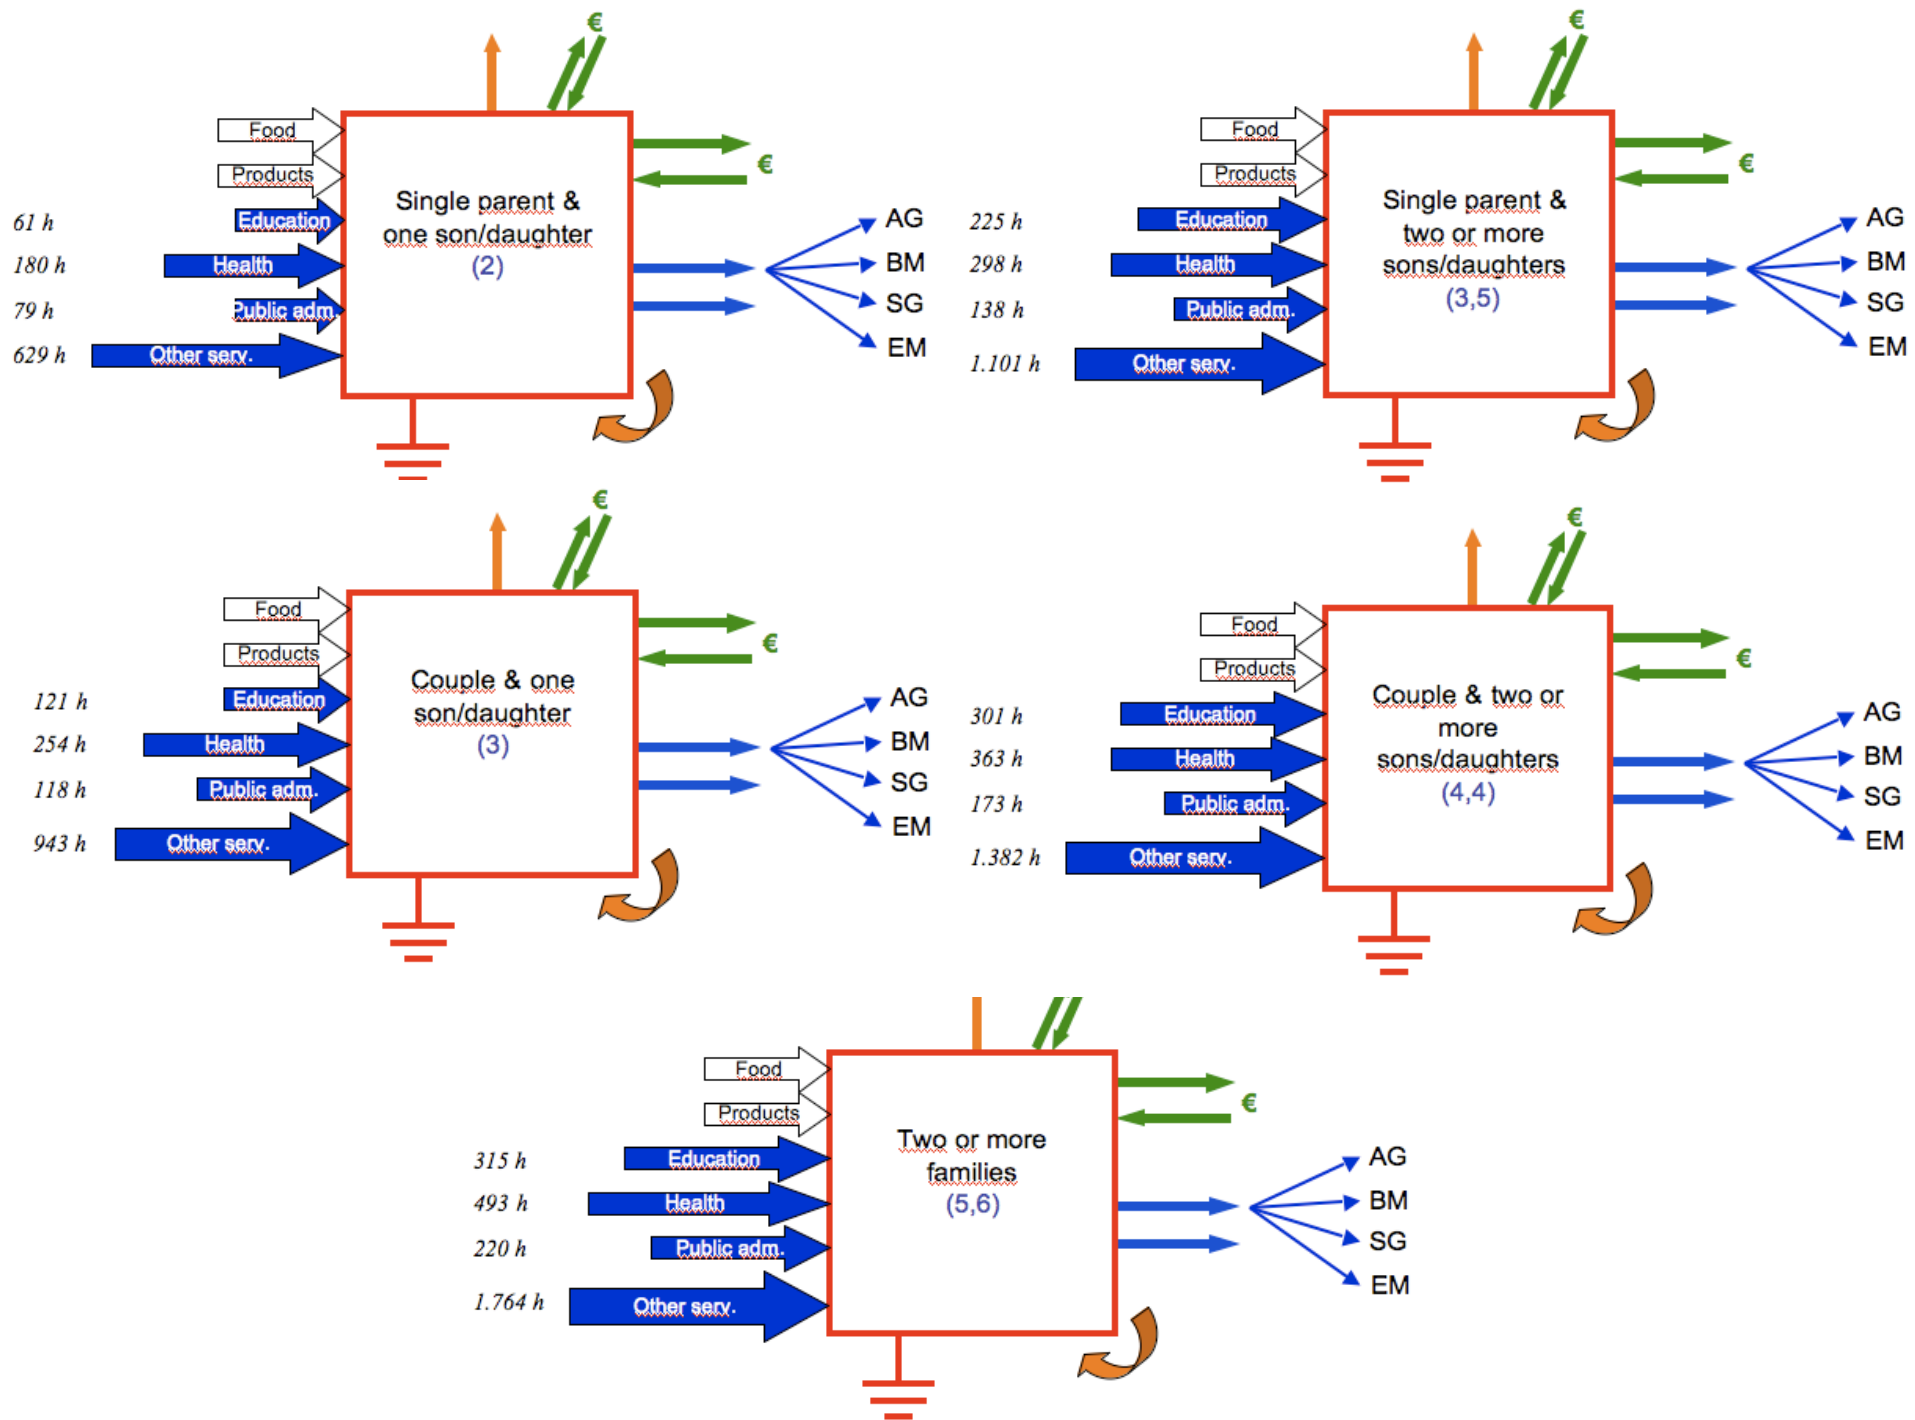 €
Food
Products
Education
Health
Public adm.
Other serv.
61 h
180 h
79 h
629 h
Single parent &
one son/daughter
(2)
€
AG
BM
SG
EM
€
Food
Products
Education
Health
Public adm.
Other serv.
225 h
298 h
138 h
1.101 h
Single parent &
two or more
sons/daughters
(3,5)
€
AG
BM
SG
EM
€
Food
Products
Education
Health
Public adm.
Other serv.
121 h
254 h
118 h
943 h
Couple & one
son/daughter
(3)
€
AG
BM
SG
EM
€
Food
Products
Education
Health
Public adm.
Other serv.
301 h
363 h
173 h
1.382 h
Couple & two or
more
sons/daughters
(4,4)
€
AG
BM
SG
EM
Food
Products
Education
Health
Public adm.
Other serv.
315 h
493 h
220 h
1.764 h
Two or more
families
(5,6)
€
AG
BM
SG
EM